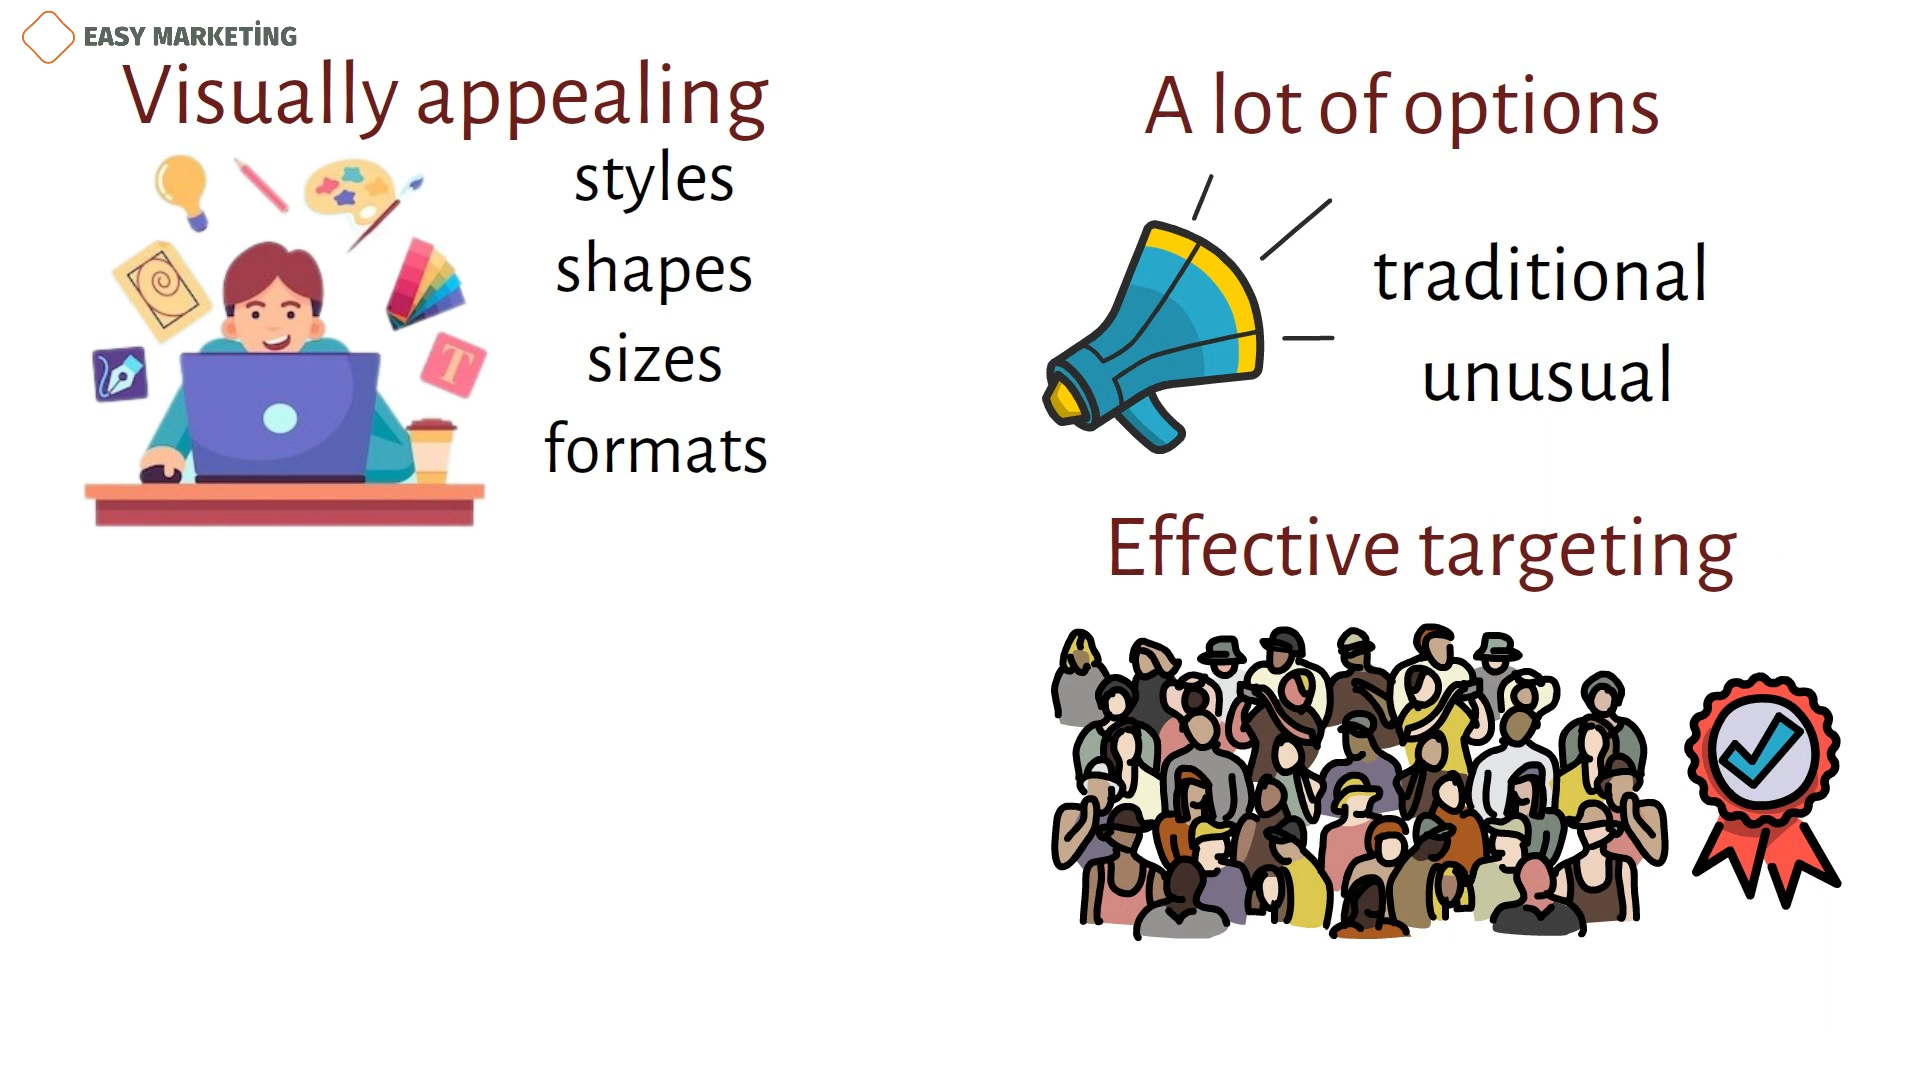 EASY MARKETİNG
Visually appealing
styles
shapes
sizes
formats
A lot of options
traditional
unusual
Effective targeting
T